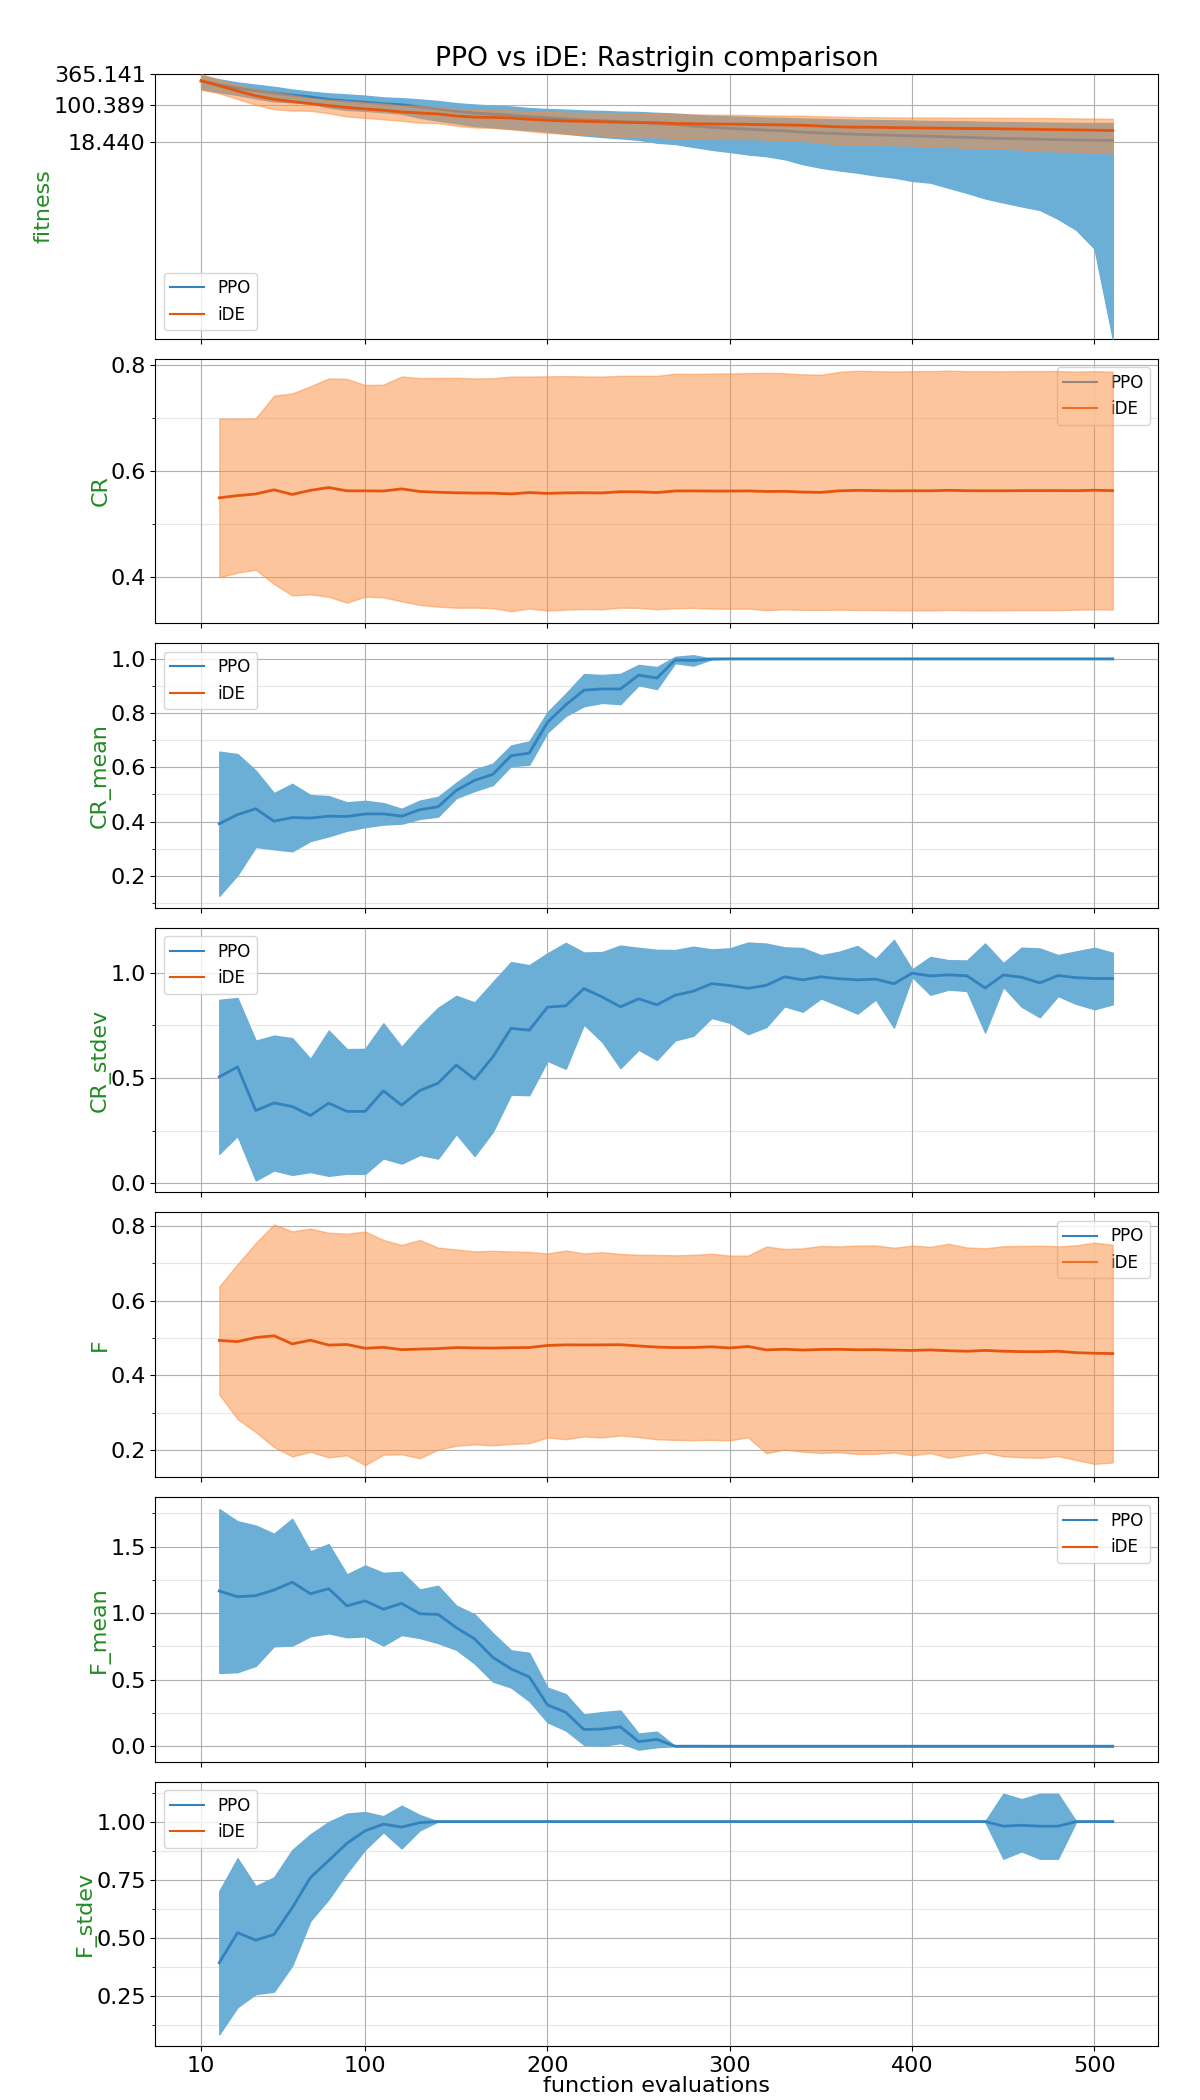 PPO vs iDE: Rastrigin comparison
365.141
100.389
18.440
fitness
PPO
iDE
0.8
0.6
0.4
CR
PPO
iDE
1.0
0.8
0.6
0.4
0.2
CR_mean
PPO
iDE
1.0
0.5
0.0
CR_stdev
PPO
iDE
0.8
0.6
0.4
0.2
F
PPO
iDE
1.5
1.0
0.5
0.0
F_mean
PPO
iDE
1.00
0.75
0.50
0.25
F_stdev
PPO
iDE
10 100 200 300 400 500
function evaluations